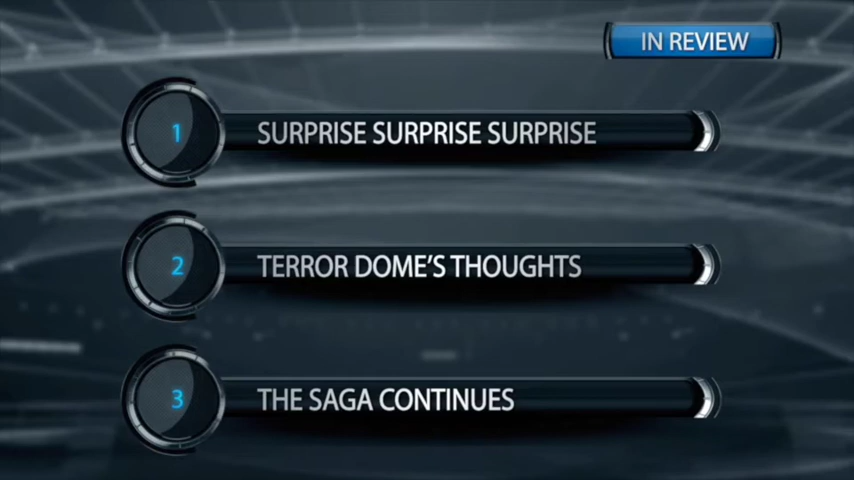 IN REVIEW
1 SURPRISE SURPRISE SURPRISE
2 TERROR DOME'S THOUGHTS
3 THE SAGA CONTINUES